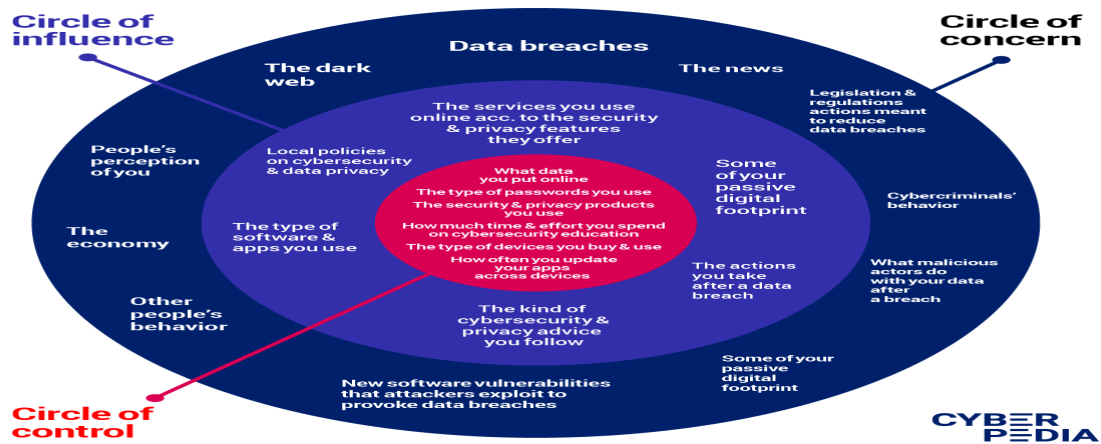 Circle of
influence
Circle of
concern
Data breaches
The dark
web
The news
Legislation &
regulations
actions meant
to reduce
data breaches
The services you use
online acc. to the security
& privacy features
they offer
People's
perception
of you
Local policies
on cybersecurity
& data privacy
Some
of your
passive
digital
footprint
What data
you put online
The type of passwords you use
The security & privacy products
you use
How much time & effort you spend
on cybersecurity education
The type of devices you buy & use
How often you update
your apps
across devices
Cybercriminals'
behavior
The
economy
The type of
software &
apps you use
The actions
you take
after a data
breach
What malicious
actors do
with your data
after
a breach
Other
people's
behavior
The kind of
cybersecurity &
privacy advice
you follow
Some of your
passive
digital
footprint
New software vulnerabilities
that attackers exploit to
provoke data breaches
Circle of
control
CYBER
PEDIA